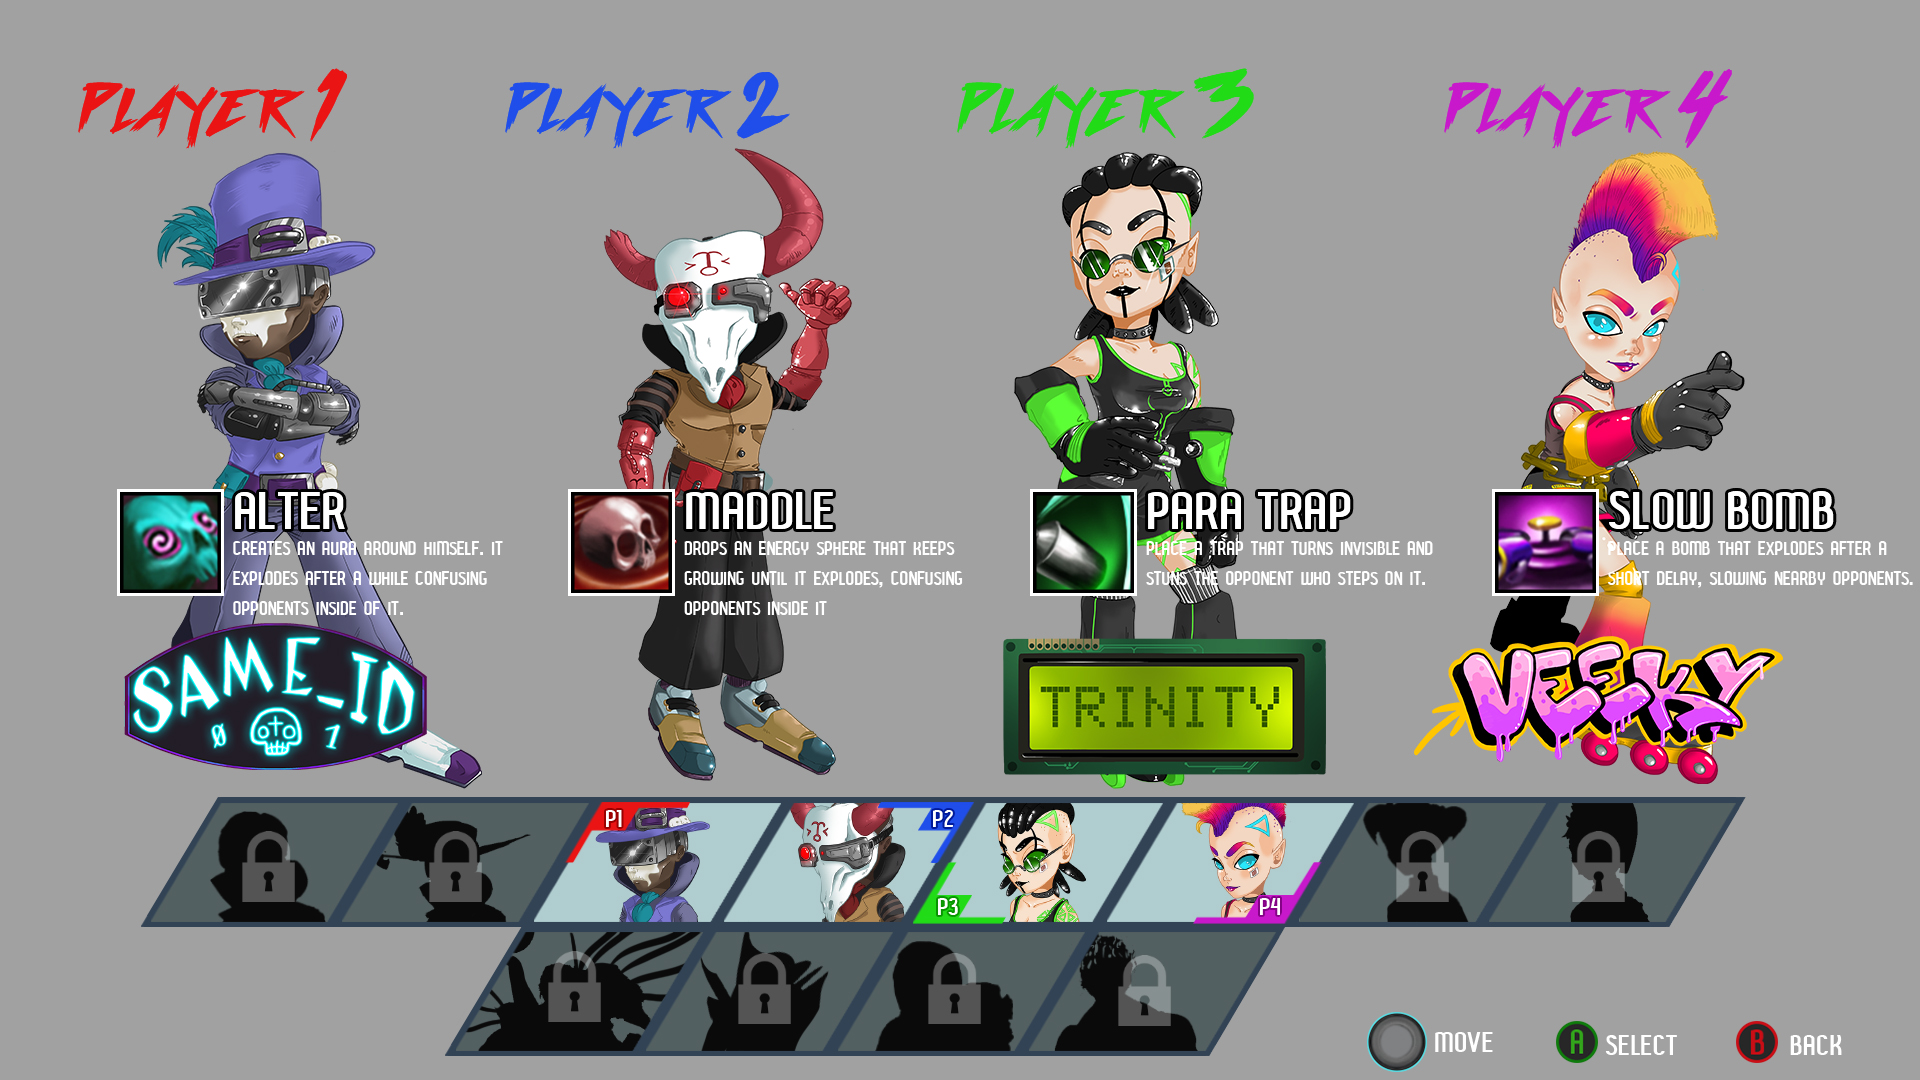 PLAYER 1
PLAYER 2
PLAYER 3
PLAYER 4
ALTER
CREATES AN AURA AROUND HIMSELF. IT
EXPLODES AFTER A WHILE CONFUSING
OPPONENTS INSIDE OF IT.
MADDLE
DROPS AN ENERGY SPHERE THAT KEEPS
GROWING UNTIL IT EXPLODES, CONFUSING
OPPONENTS INSIDE IT
PARA TRAP
PLACE A TRAP THAT TURNS INVISIBLE AND
STUNS THE OPPONENT WHO STEPS ON IT.
SLOW BOMB
PLACE A BOMB THAT EXPLODES AFTER A
SHORT DELAY, SLOWING NEARBY OPPONENTS.
SAME_ID
0 1
TRINITY
VEEKY
P1
P2
P3
P4
MOVE
A SELECT
B BACK